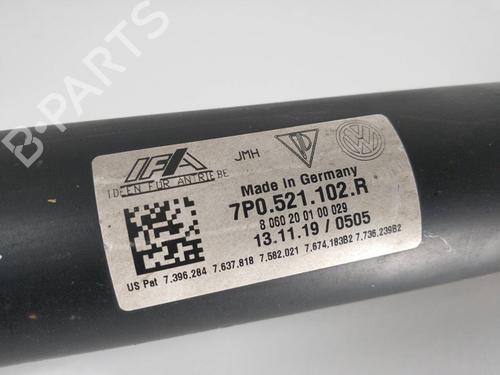 B-PARTS
IFA
IDEEN FÜR ANTRIEBE
JMH
Made in Germany
7P0.521.102.R
8 060 20 01 00 029
13.11.19 / 0505
US Pat 7.396.284 7.637.818 7.582.021 7.674.183B2 7.736.239B2